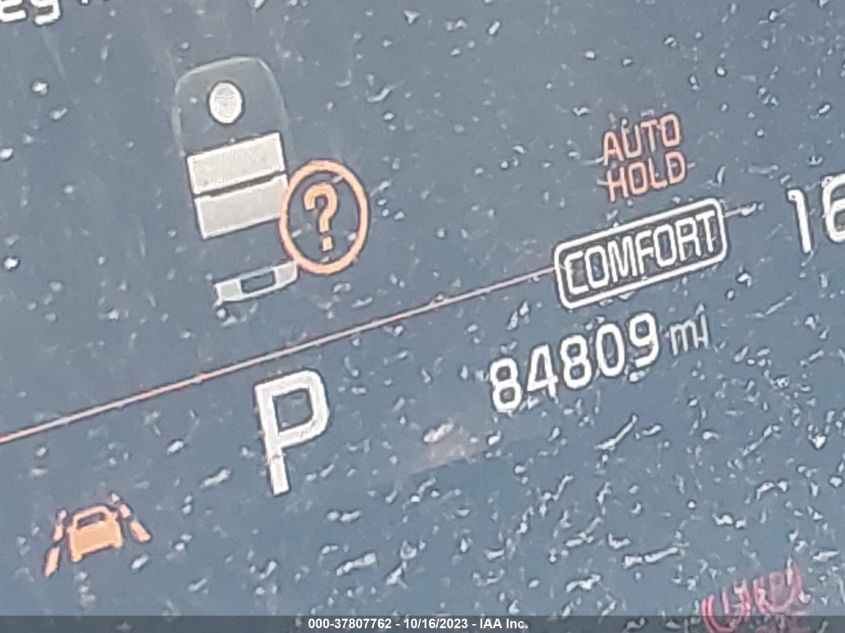 ?
AUTO
HOLD
COMFORT
84809 mi
P
000-37807762 - 10/16/2023 - IAA Inc.